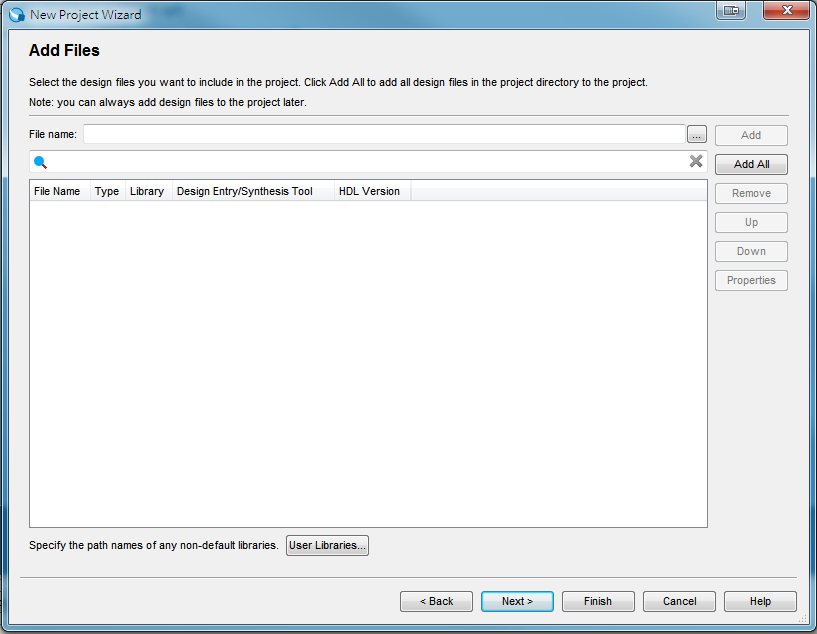 New Project Wizard
Add Files
Select the design files you want to include in the project. Click Add All to add all design files in the project directory to the project.
Note: you can always add design files to the project later.
File name:
...
Add
Add All
File Name Type Library Design Entry/Synthesis Tool HDL Version
Remove
Up
Down
Properties
Specify the path names of any non-default libraries. User Libraries...
< Back Next > Finish Cancel Help